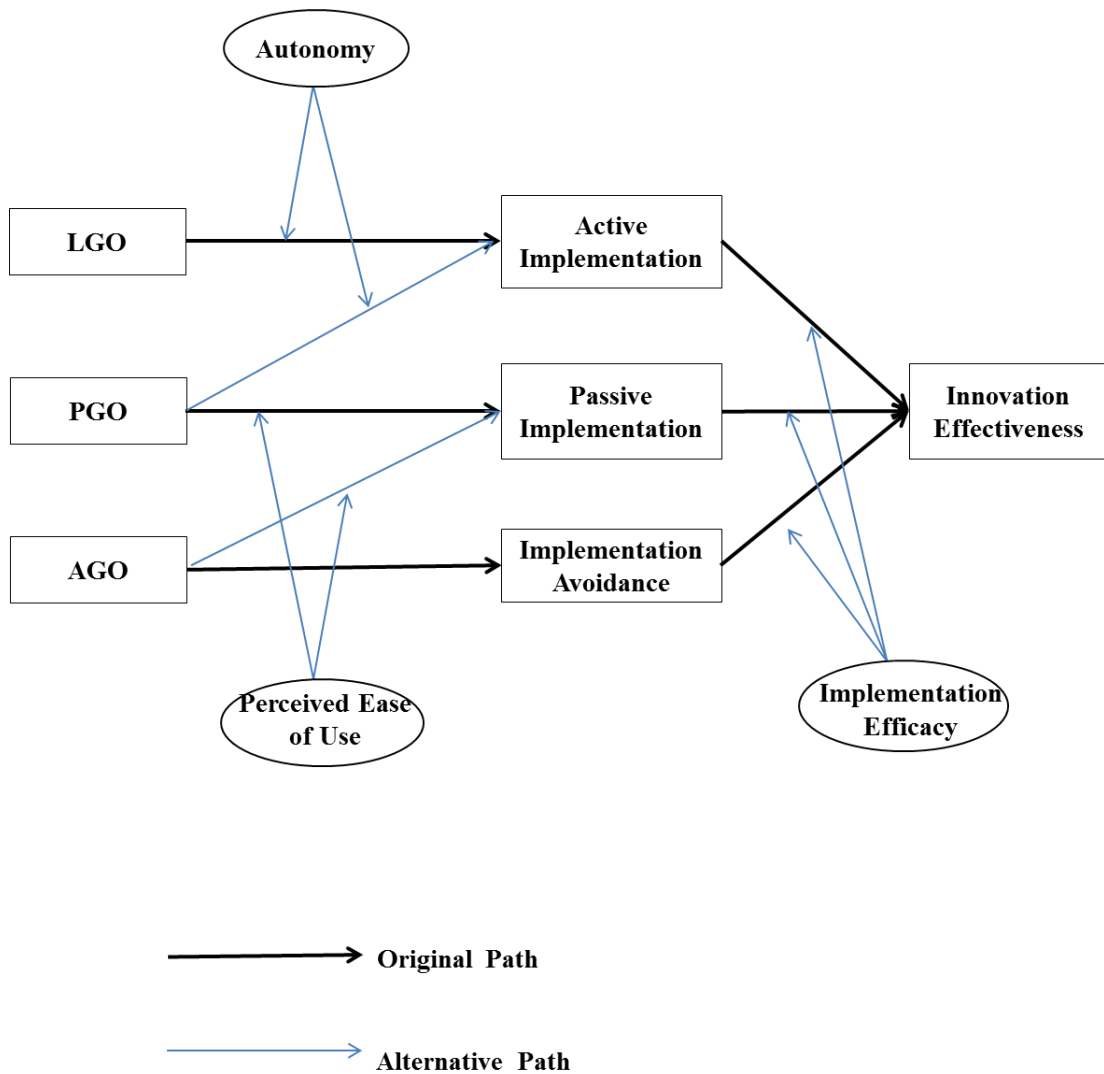 Autonomy
LGO
Active
Implementation
PGO
Passive
Implementation
Innovation
Effectiveness
AGO
Implementation
Avoidance
Perceived Ease
of Use
Implementation
Efficacy
Original Path
Alternative Path